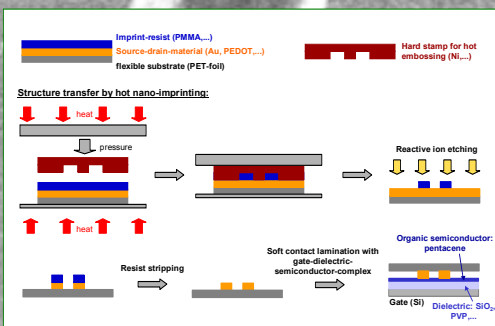 Imprint-resist (PMMA,...)
Source-drain-material (Au, PEDOT,...)
flexible substrate (PET-foil)
Hard stamp for hot
embossing (Ni,...)
Structure transfer by hot nano-imprinting:
heat
pressure
Reactive ion etching
heat
Resist stripping
Soft contact lamination with
gate-dielectric-
semiconductor-complex
Organic semiconductor:
pentacene
Gate (Si)
Dielectric: SiO₂,
PVP,...